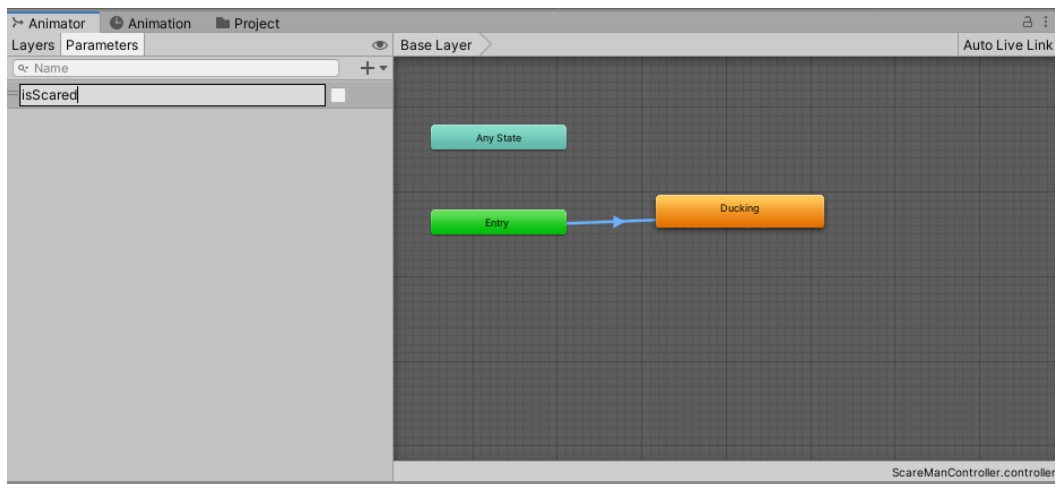 Animator Animation Project
Layers Parameters Base Layer Auto Live Link
Name
isScared
Any State
Ducking
Entry
ScareManController.controller